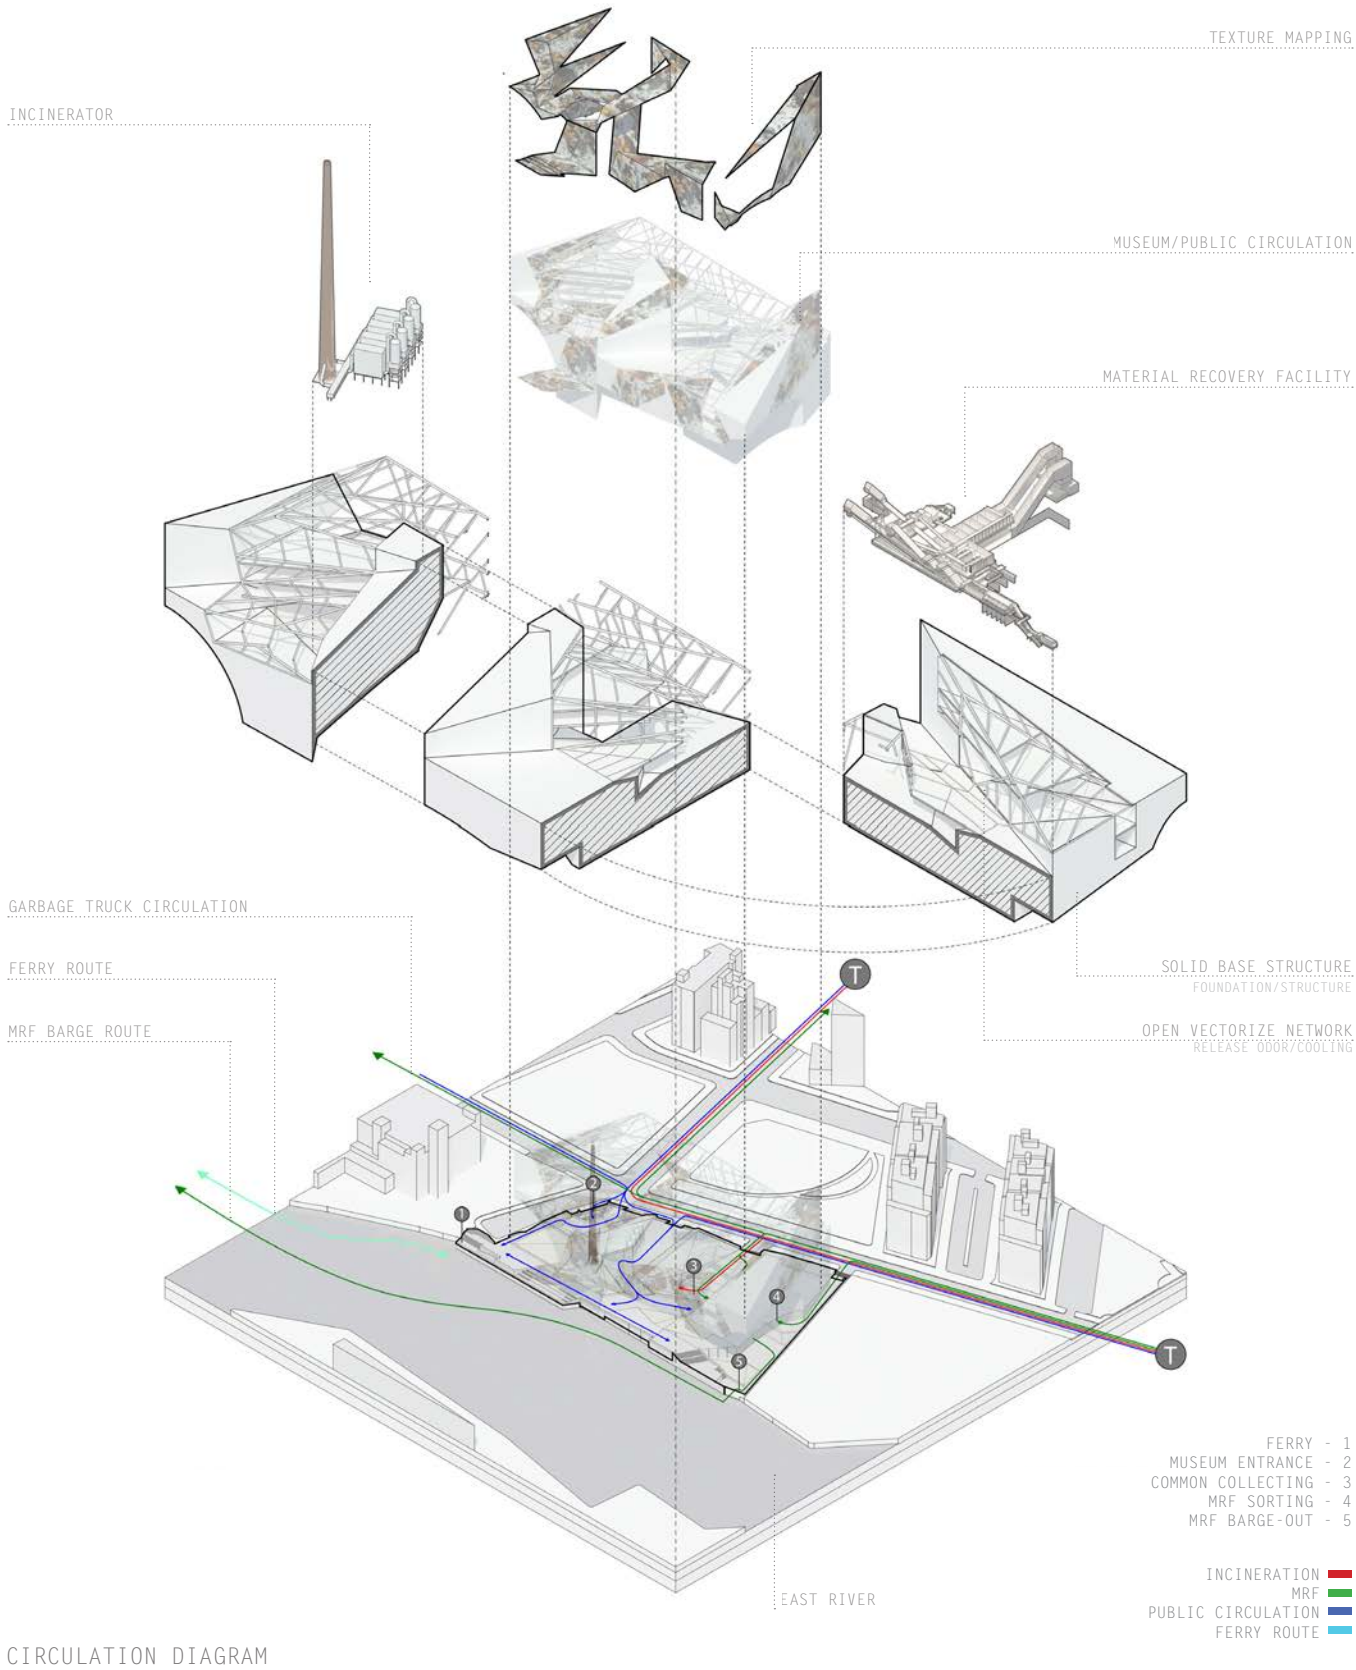 TEXTURE MAPPING
INCINERATOR
MUSEUM/PUBLIC CIRCULATION
MATERIAL RECOVERY FACILITY
GARBAGE TRUCK CIRCULATION
FERRY ROUTE
MRF BARGE ROUTE
SOLID BASE STRUCTURE
FOUNDATION/STRUCTURE
OPEN VECTORIZE NETWORK
RELEASE ODOR/COOLING
T
2
1
3
4
5
T
FERRY - 1
MUSEUM ENTRANCE - 2
COMMON COLLECTING - 3
MRF SORTING - 4
MRF BARGE-OUT - 5
INCINERATION
MRF
PUBLIC CIRCULATION
FERRY ROUTE
EAST RIVER
CIRCULATION DIAGRAM